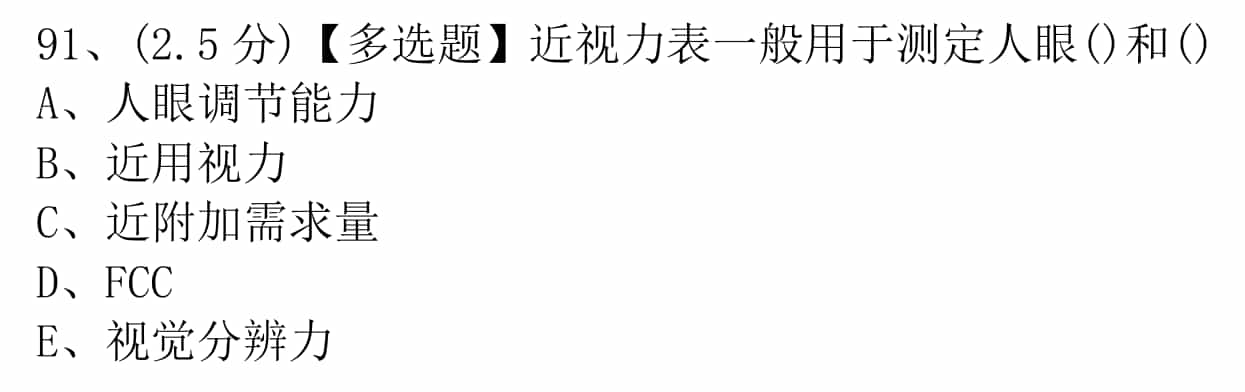 91、(2.5分)【多选题】近视力表一般用于测定人眼()和()
A、人眼调节能力
B、近用视力
C、近附加需求量
D、FCC
E、视觉分辨力